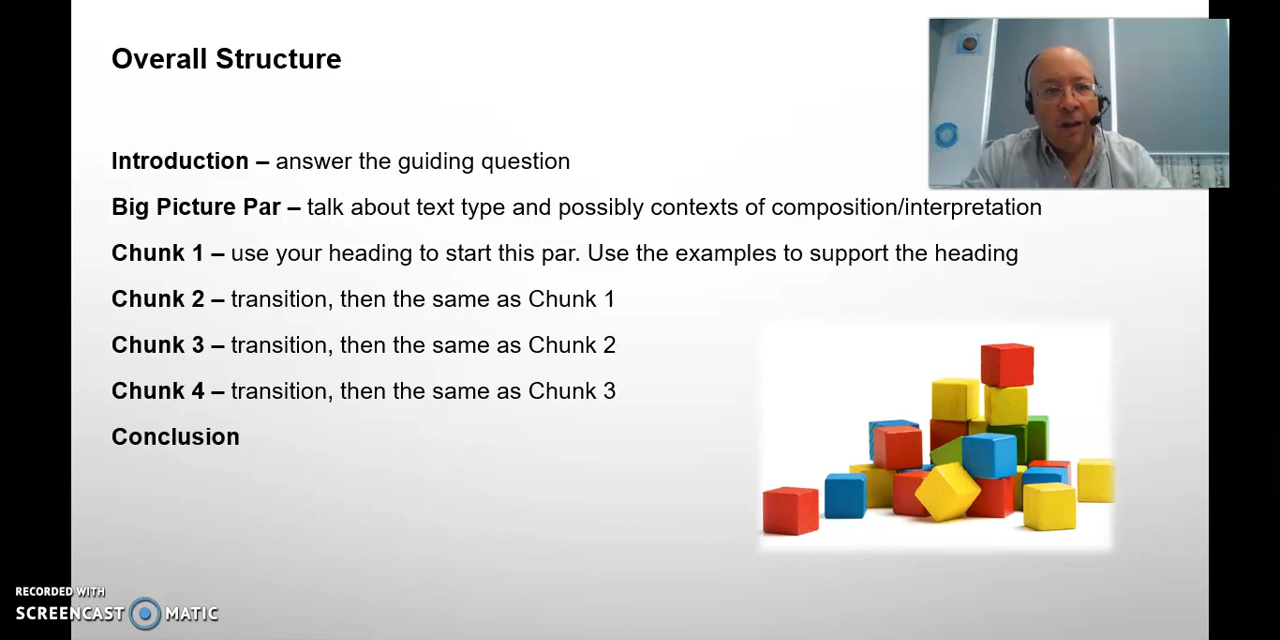 Overall Structure
Introduction – answer the guiding question
Big Picture Par – talk about text type and possibly contexts of composition/interpretation
Chunk 1 – use your heading to start this par. Use the examples to support the heading
Chunk 2 – transition, then the same as Chunk 1
Chunk 3 – transition, then the same as Chunk 2
Chunk 4 – transition, then the same as Chunk 3
Conclusion
RECORDED WITH
SCREENCAST MATIC